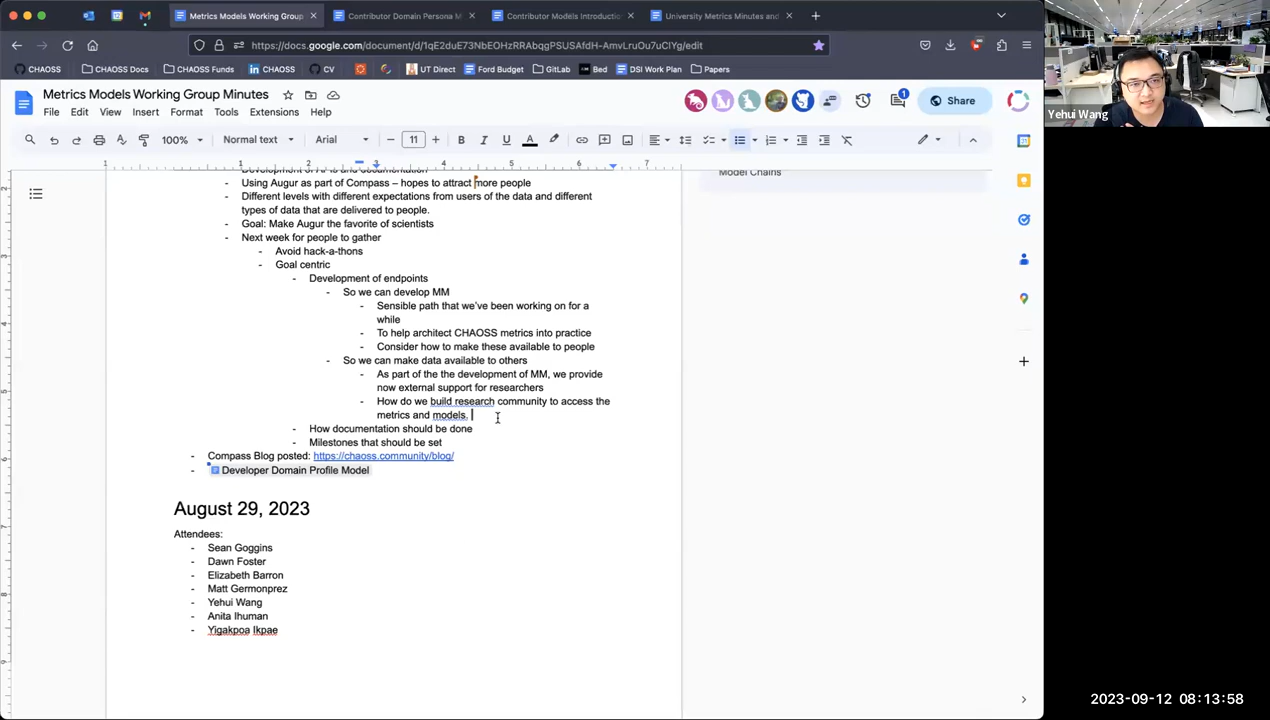 Metrics Models Working Group
Contributor Domain Persona M
Contributor Models Introduction
University Metrics Minutes and
https://docs.google.com/document/d/1qE2duE73NbEOHzRRAbqgPSUSAfdH-AmvLruOu7uClYg/edit
CHAOSS
CHAOSS Docs
CHAOSS Funds
CHAOSS
CV
UT Direct
Ford Budget
GitLab
Bed
DSI Work Plan
Papers
Metrics Models Working Group Minutes
File Edit View Insert Format Tools Extensions Help
1
Share
100%
Normal text
Arial
11
1 1 2 3 4 5 6 7
Model Chains
- Using Augur as part of Compass – hopes to attract more people
- Different levels with different expectations from users of the data and different
types of data that are delivered to people.
- Goal: Make Augur the favorite of scientists
- Next week for people to gather
- Avoid hack-a-thons
- Goal centric
- Development of endpoints
- So we can develop MM
- Sensible path that we've been working on for a
while
- To help architect CHAOSS metrics into practice
- Consider how to make these available to people
- So we can make data available to others
- As part of the the development of MM, we provide
now external support for researchers
- How do we build research community to access the
metrics and models.
- How documentation should be done
- Milestones that should be set
- Compass Blog posted: https://chaoss.community/blog/
- Developer Domain Profile Model
August 29, 2023
Attendees:
- Sean Goggins
- Dawn Foster
- Elizabeth Barron
- Matt Germonprez
- Yehui Wang
- Anita Ihuman
- Yigakpoa Ikpae
Yehui Wang
2023-09-12 08:13:58